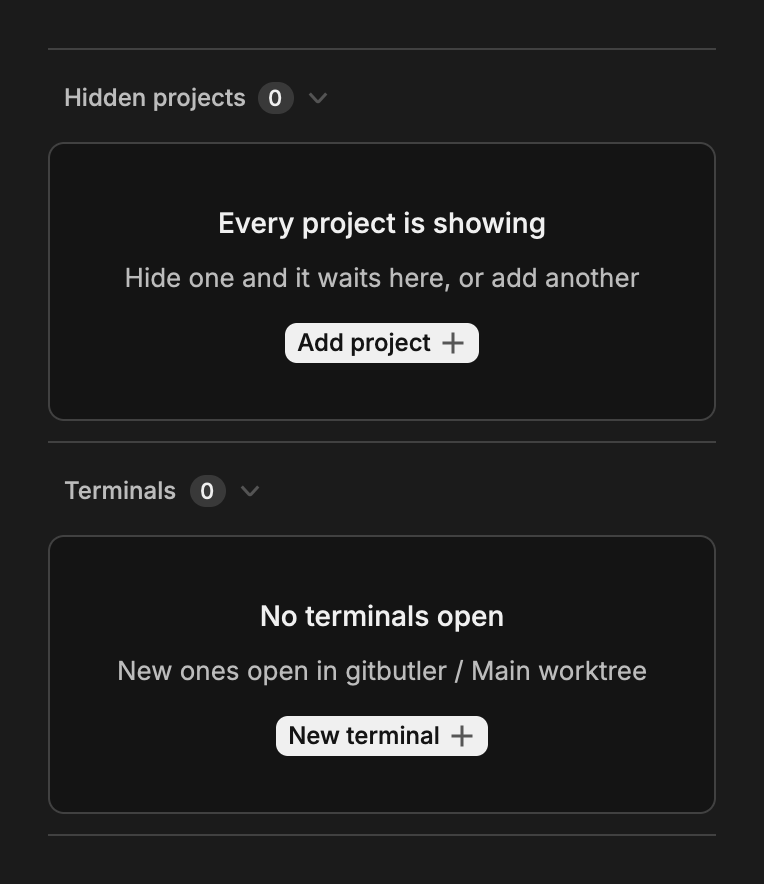 Hidden projects 0
Every project is showing
Hide one and it waits here, or add another
Add project
Terminals 0
No terminals open
New ones open in gitbutler / Main worktree
New terminal